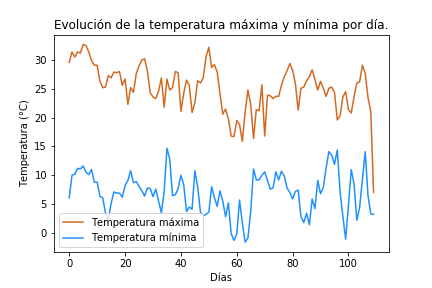 Evolución de la temperatura máxima y mínima por día.
30
25
20
15
10
5
0
Temperatura (°C)
Temperatura máxima
Temperatura mínima
0 20 40 60 80 100
Días